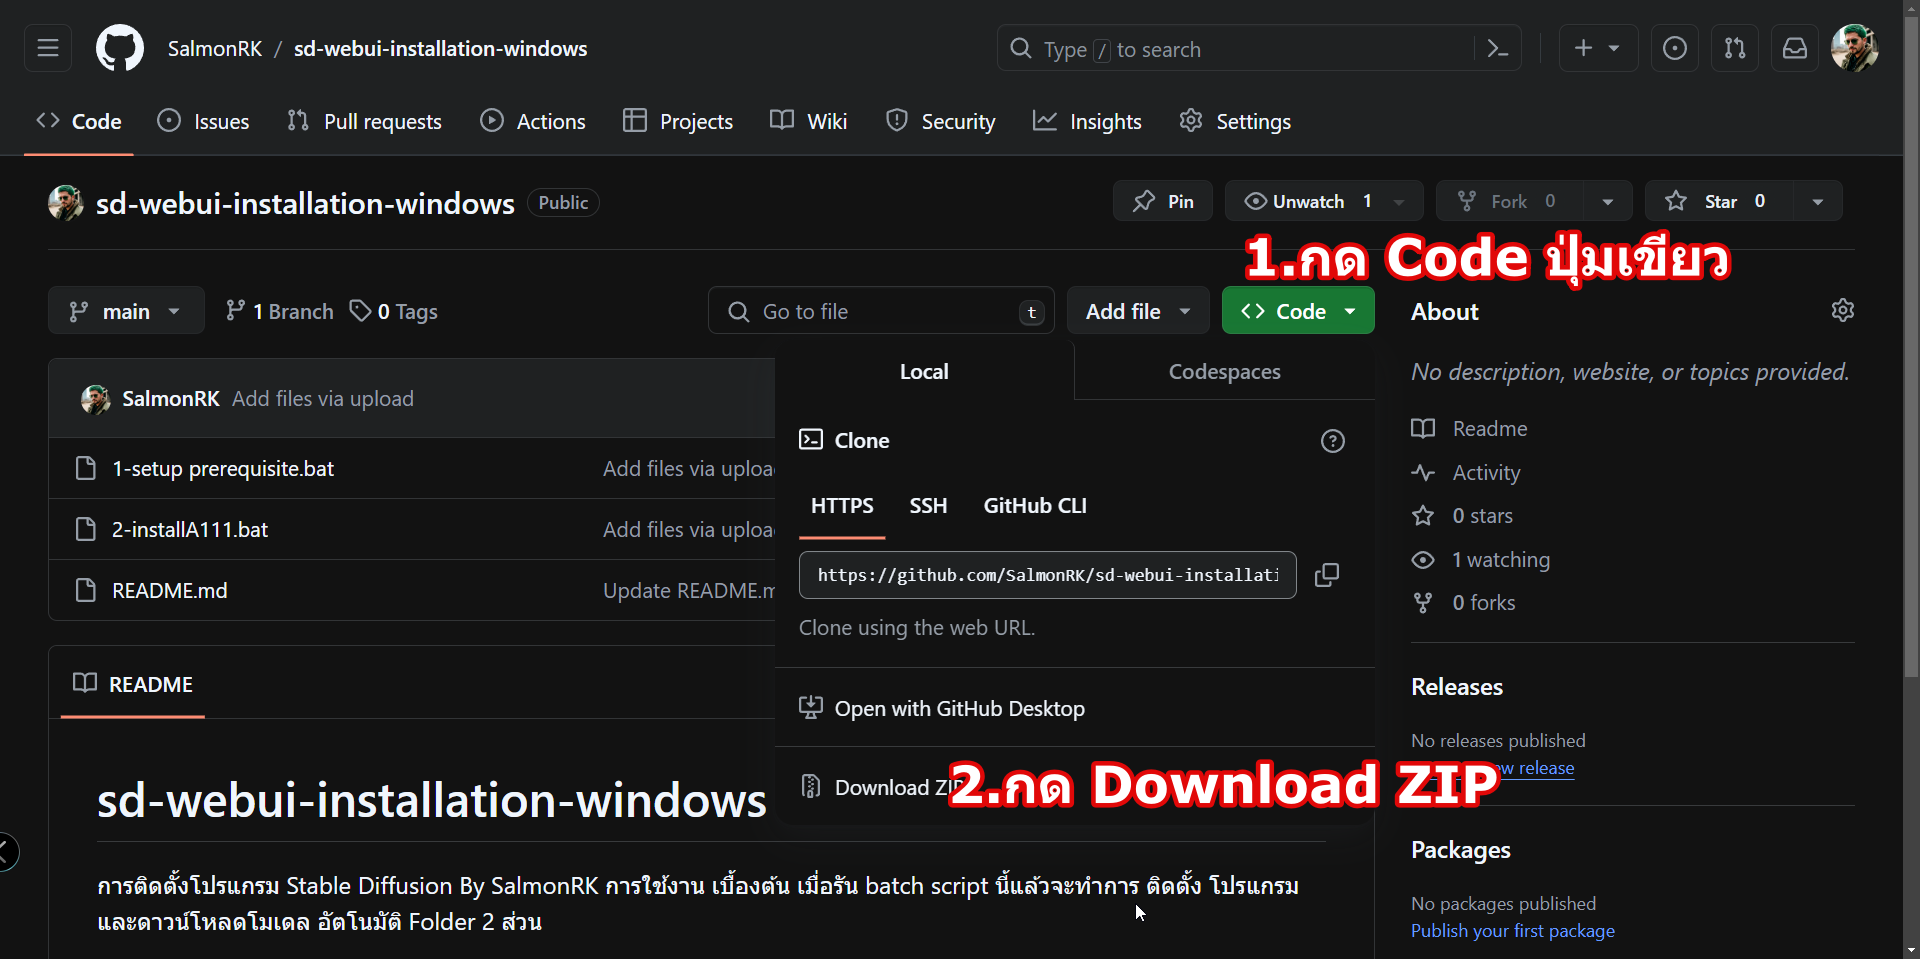 SalmonRK / sd-webui-installation-windows
Type / to search
Code Issues Pull requests Actions Projects Wiki Security Insights Settings
sd-webui-installation-windows Public
Pin Unwatch 1 Fork 0 Star 0
1.กด Code ปุ่มเขียว
main 1 Branch 0 Tags Go to file t Add file Code
About
No description, website, or topics provided.
Readme
Activity
0 stars
1 watching
0 forks
Releases
No releases published
ew release
Packages
No packages published
Publish your first package
SalmonRK Add files via upload
1-setup prerequisite.bat Add files via uploa
2-installA111.bat Add files via uploa
README.md Update README.m
Local Codespaces
Clone
HTTPS SSH GitHub CLI
https://github.com/SalmonRK/sd-webui-installati
Clone using the web URL.
Open with GitHub Desktop
Download ZIP
2.กด Download ZIP
README
sd-webui-installation-windows
การติดตั้งโปรแกรม Stable Diffusion By SalmonRK การใช้งาน เบื้องต้น เมื่อรัน batch script นี้แล้วจะทำการ ติดตั้ง โปรแกรม
และดาวน์โหลดโมเดล อัตโนมัติ Folder 2 ส่วน